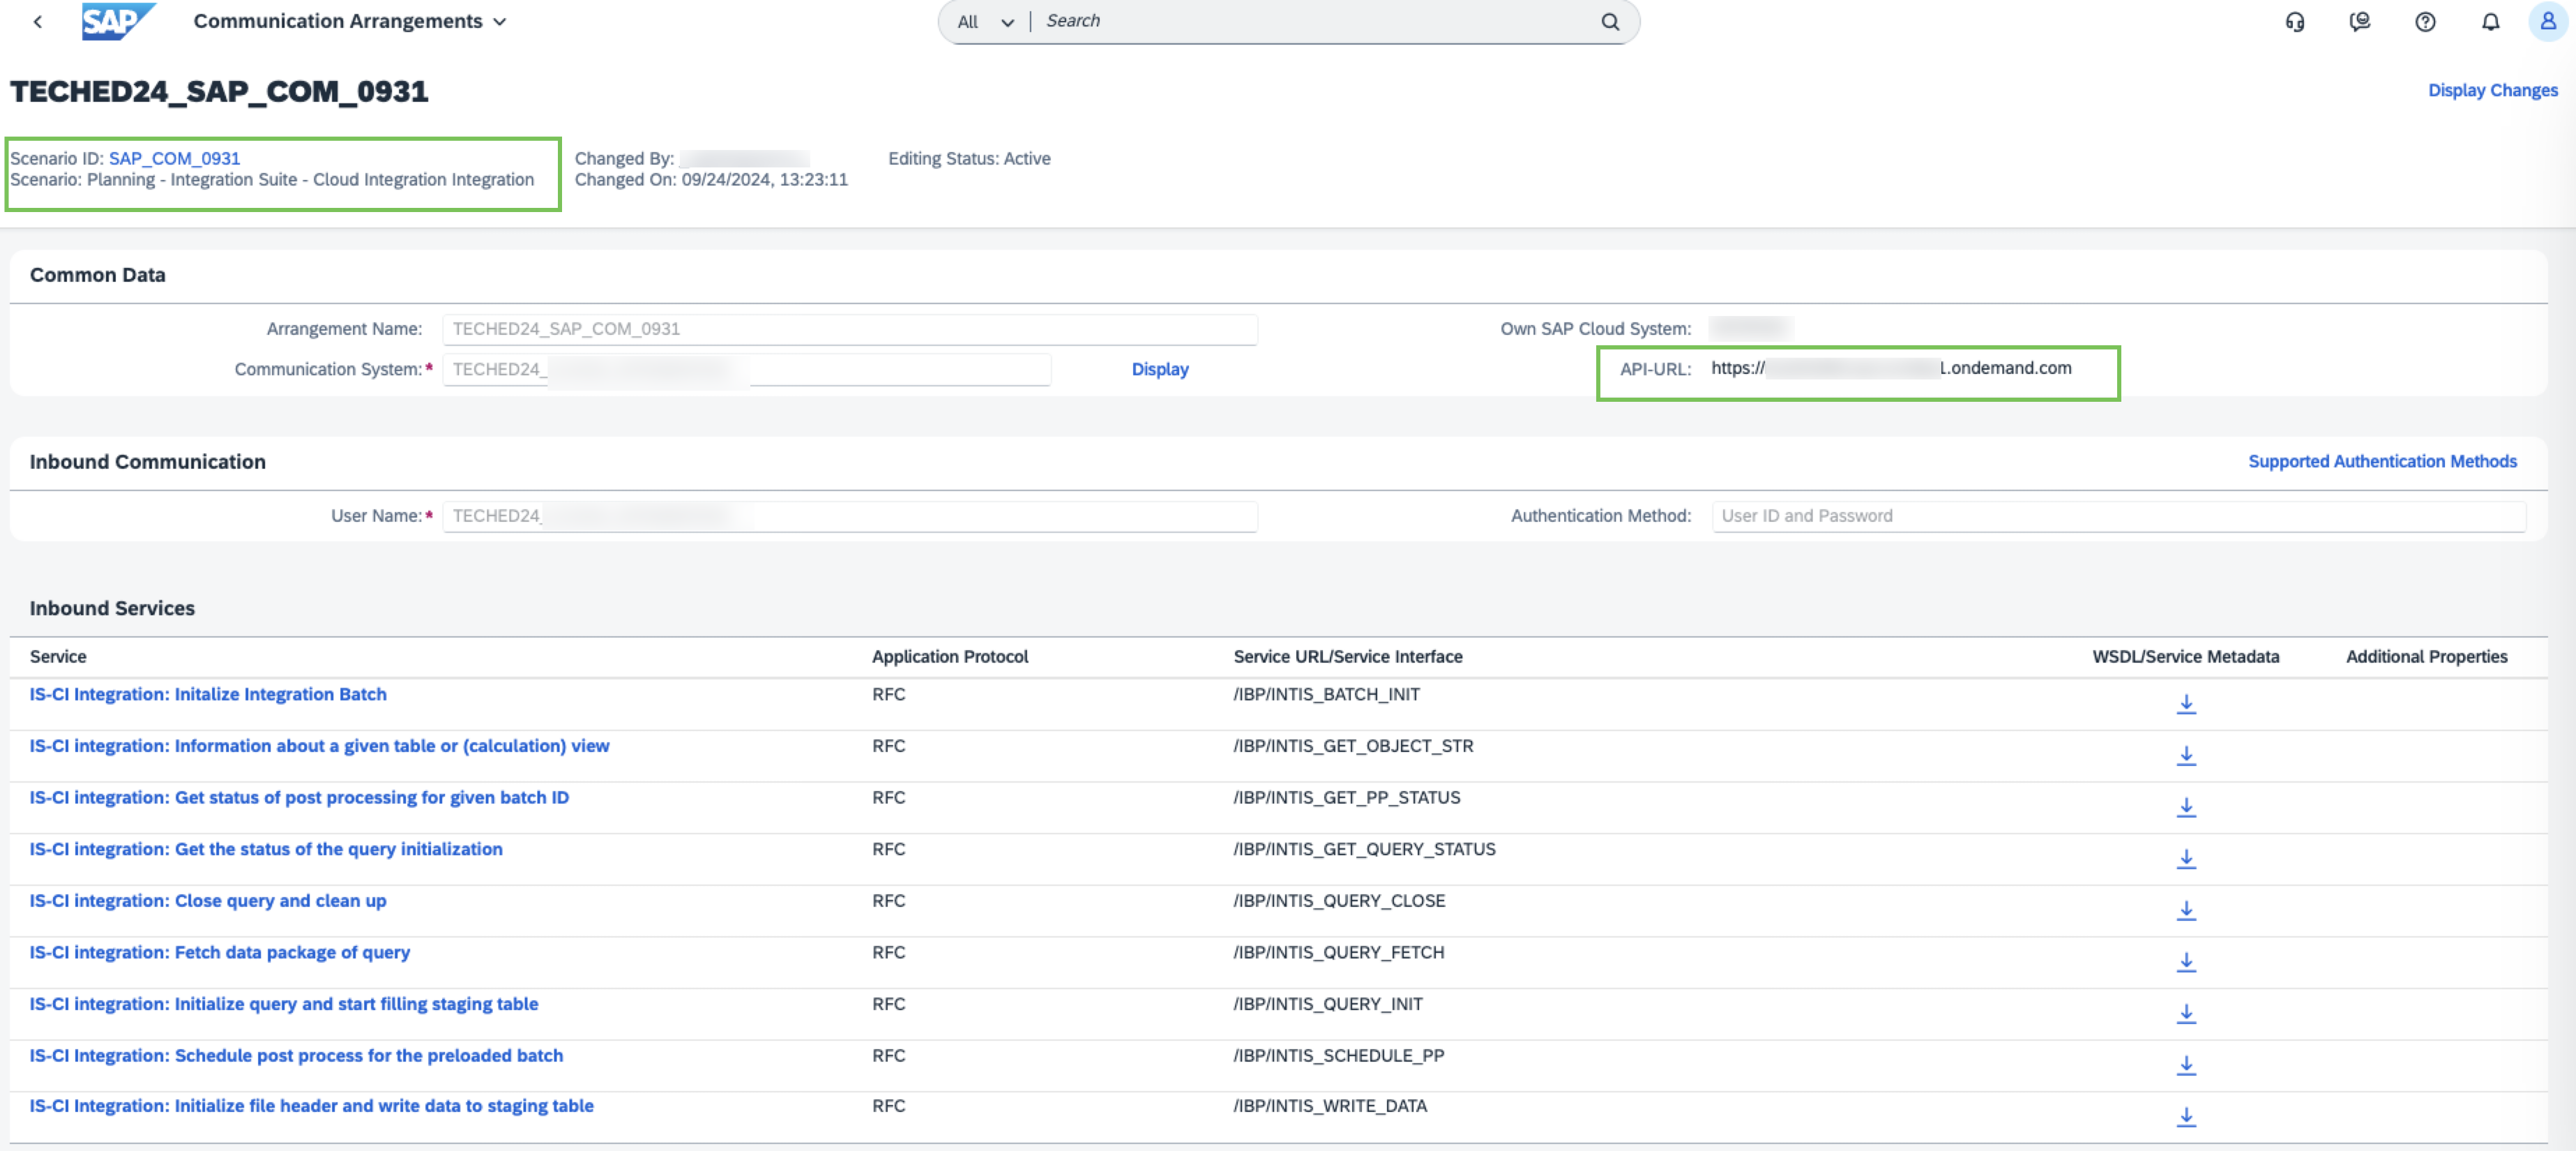 SAP Communication Arrangements All Search
TECHED24_SAP_COM_0931 Display Changes
Scenario ID: SAP_COM_0931 Changed By: Editing Status: Active
Scenario: Planning - Integration Suite - Cloud Integration Integration Changed On: 09/24/2024, 13:23:11
Common Data
Arrangement Name: TECHED24_SAP_COM_0931 Own SAP Cloud System:
Communication System:* TECHED24_ Display API-URL: https:// 1.ondemand.com
Inbound Communication Supported Authentication Methods
User Name:* TECHED24_ Authentication Method: User ID and Password
Inbound Services
Service Application Protocol Service URL/Service Interface WSDL/Service Metadata Additional Properties
IS-CI Integration: Initalize Integration Batch RFC /IBP/INTIS_BATCH_INIT
IS-CI integration: Information about a given table or (calculation) view RFC /IBP/INTIS_GET_OBJECT_STR
IS-CI integration: Get status of post processing for given batch ID RFC /IBP/INTIS_GET_PP_STATUS
IS-CI integration: Get the status of the query initialization RFC /IBP/INTIS_GET_QUERY_STATUS
IS-CI integration: Close query and clean up RFC /IBP/INTIS_QUERY_CLOSE
IS-CI integration: Fetch data package of query RFC /IBP/INTIS_QUERY_FETCH
IS-CI integration: Initialize query and start filling staging table RFC /IBP/INTIS_QUERY_INIT
IS-CI Integration: Schedule post process for the preloaded batch RFC /IBP/INTIS_SCHEDULE_PP
IS-CI Integration: Initialize file header and write data to staging table RFC /IBP/INTIS_WRITE_DATA